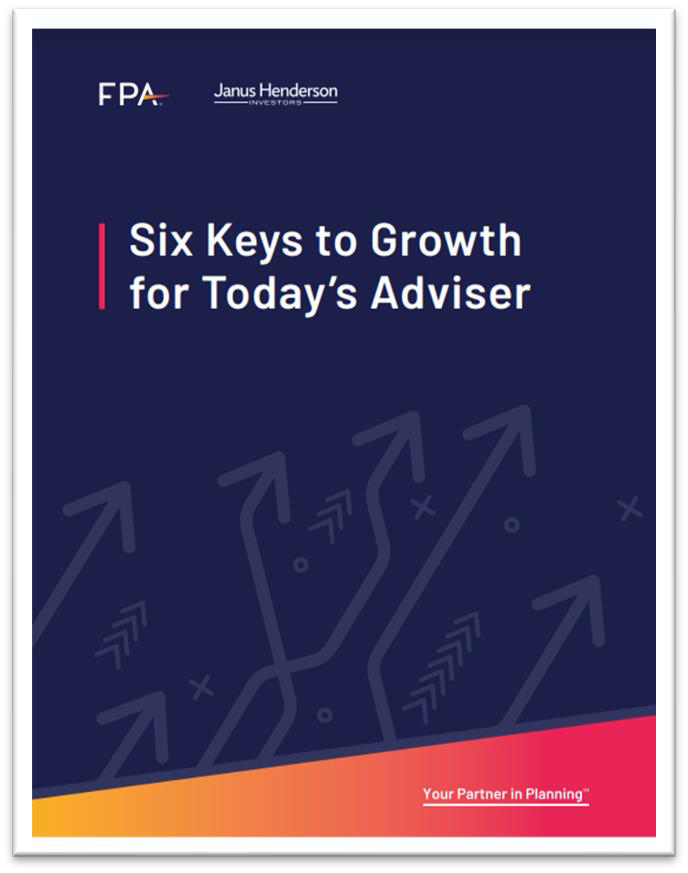 FPA
Janus Henderson
INVESTORS
Six Keys to Growth
for Today's Adviser
Your Partner in Planning™